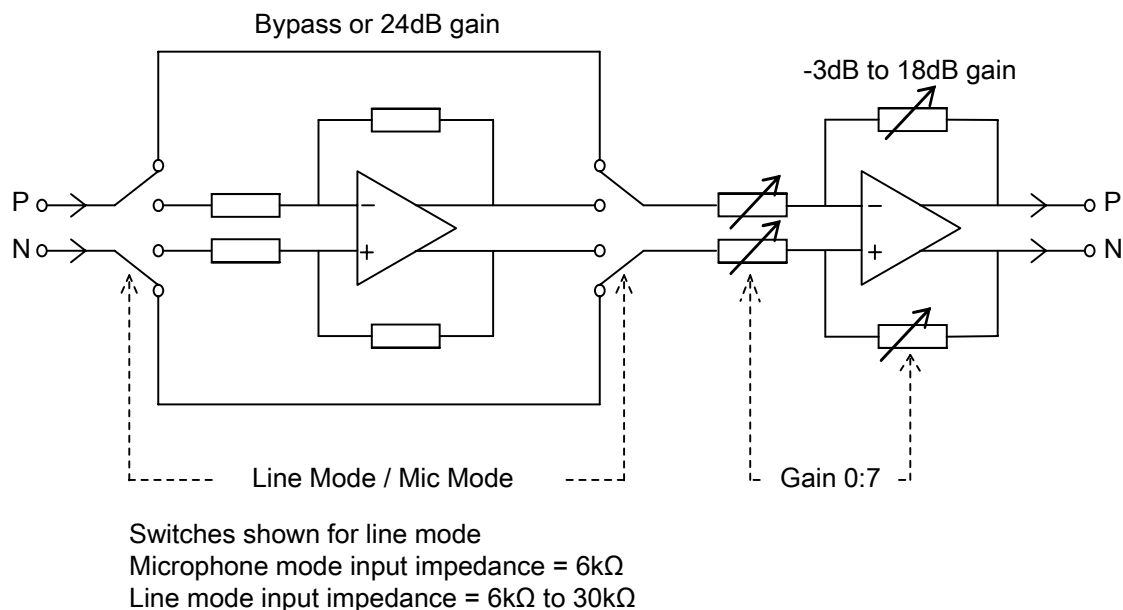 Bypass or 24dB gain
-3dB to 18dB gain
P
N
−
+
−
+
P
N
Line Mode / Mic Mode
Gain 0:7
Switches shown for line mode
Microphone mode input impedance = 6kΩ
Line mode input impedance = 6kΩ to 30kΩ